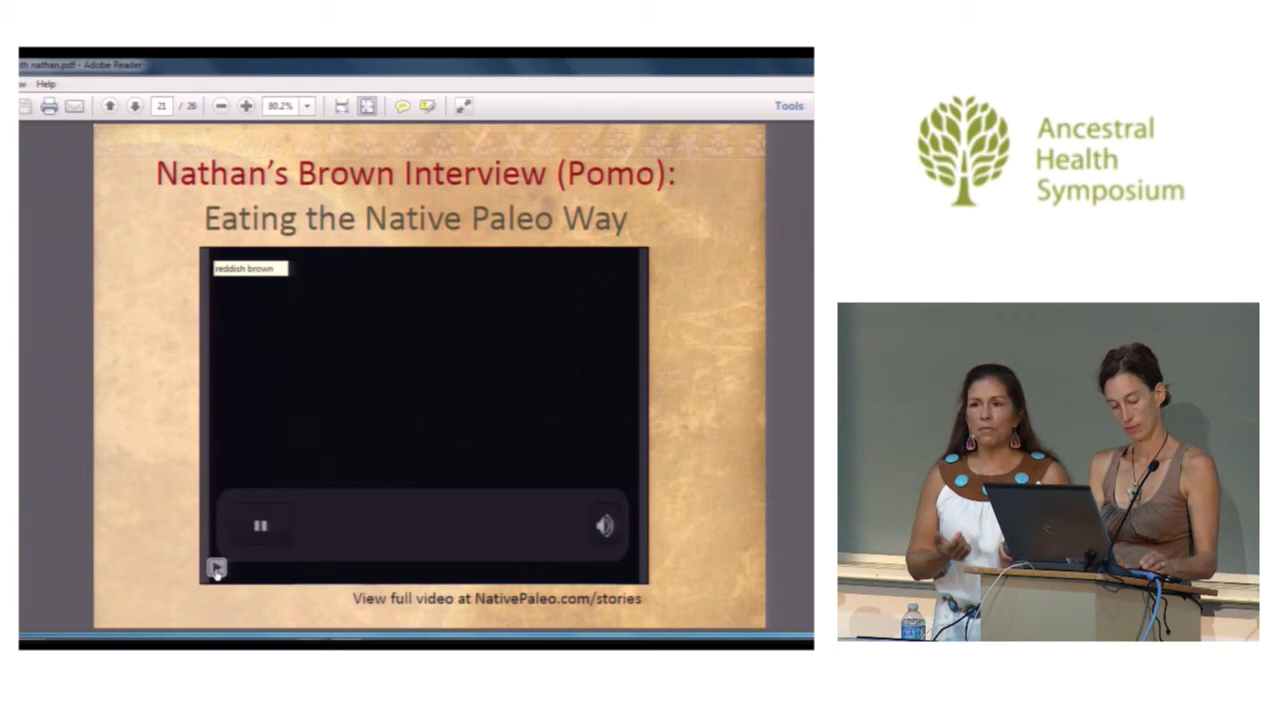 th nathan.pdf - Adobe Reader
w Help
21 / 26
80.2%
Tools
Nathan's Brown Interview (Pomo):
Eating the Native Paleo Way
reddish brown
View full video at NativePaleo.com/stories
Ancestral
Health
Symposium